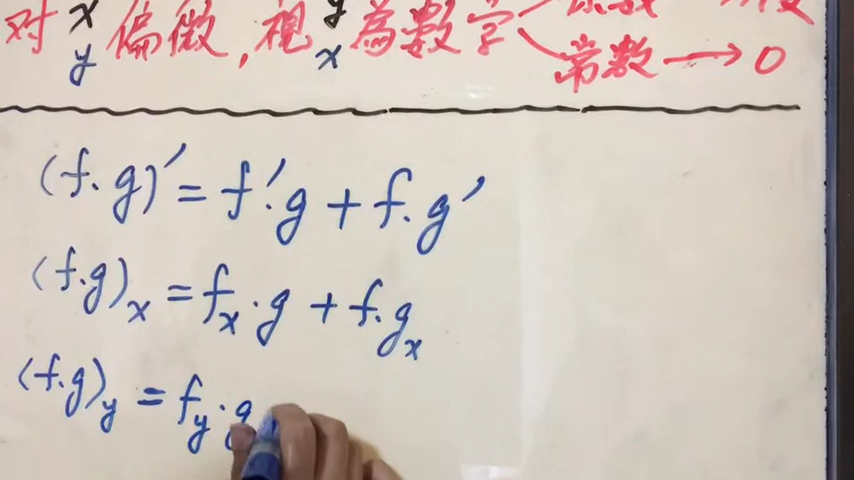 对 x y 偏微, 視 y x 為數字
常數 → 0
(f·g)' = f'·g + f·g'
(f·g)x = fx·g + f·gx
(f·g)y = fy·g